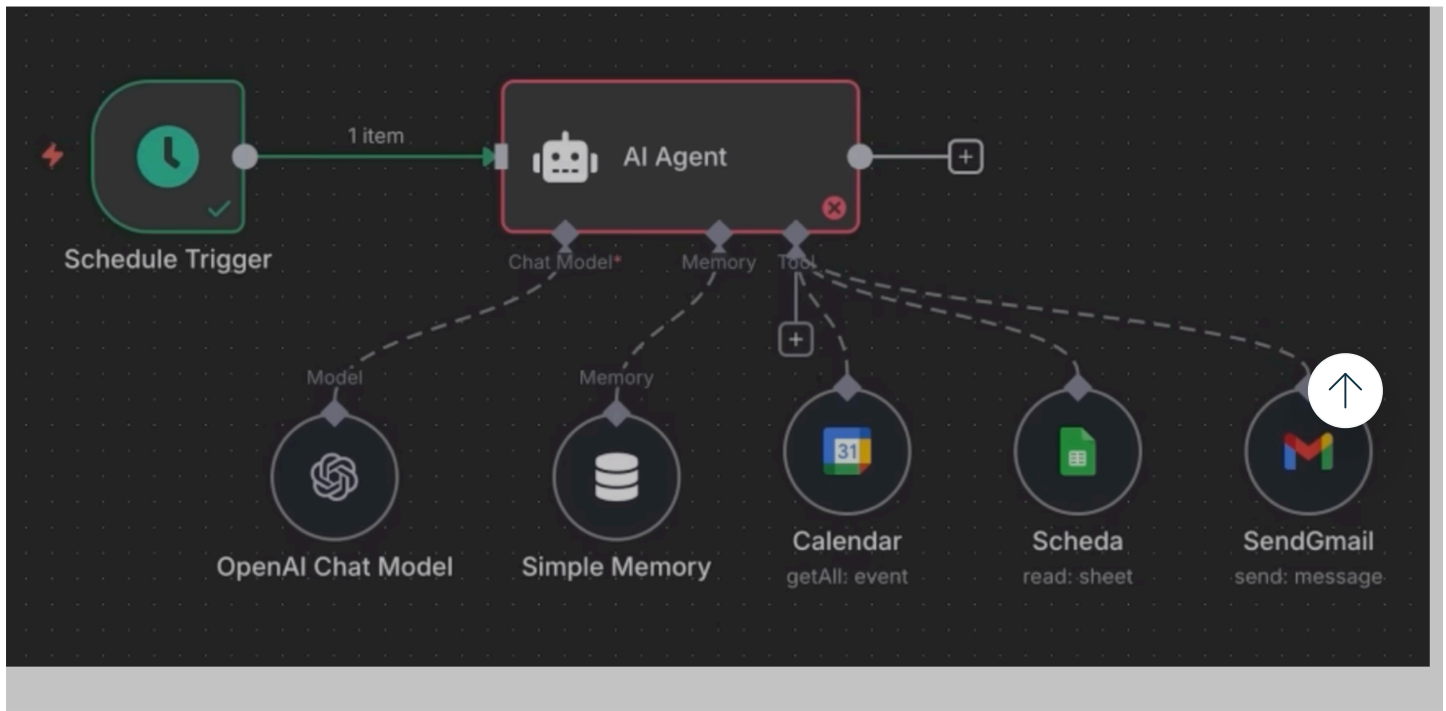 1 item
AI Agent
Schedule Trigger
Chat Model*
Memory
Tool
Model
Memory
31
OpenAI Chat Model
Simple Memory
Calendar
getAll: event
Scheda
read: sheet
SendGmail
send: message